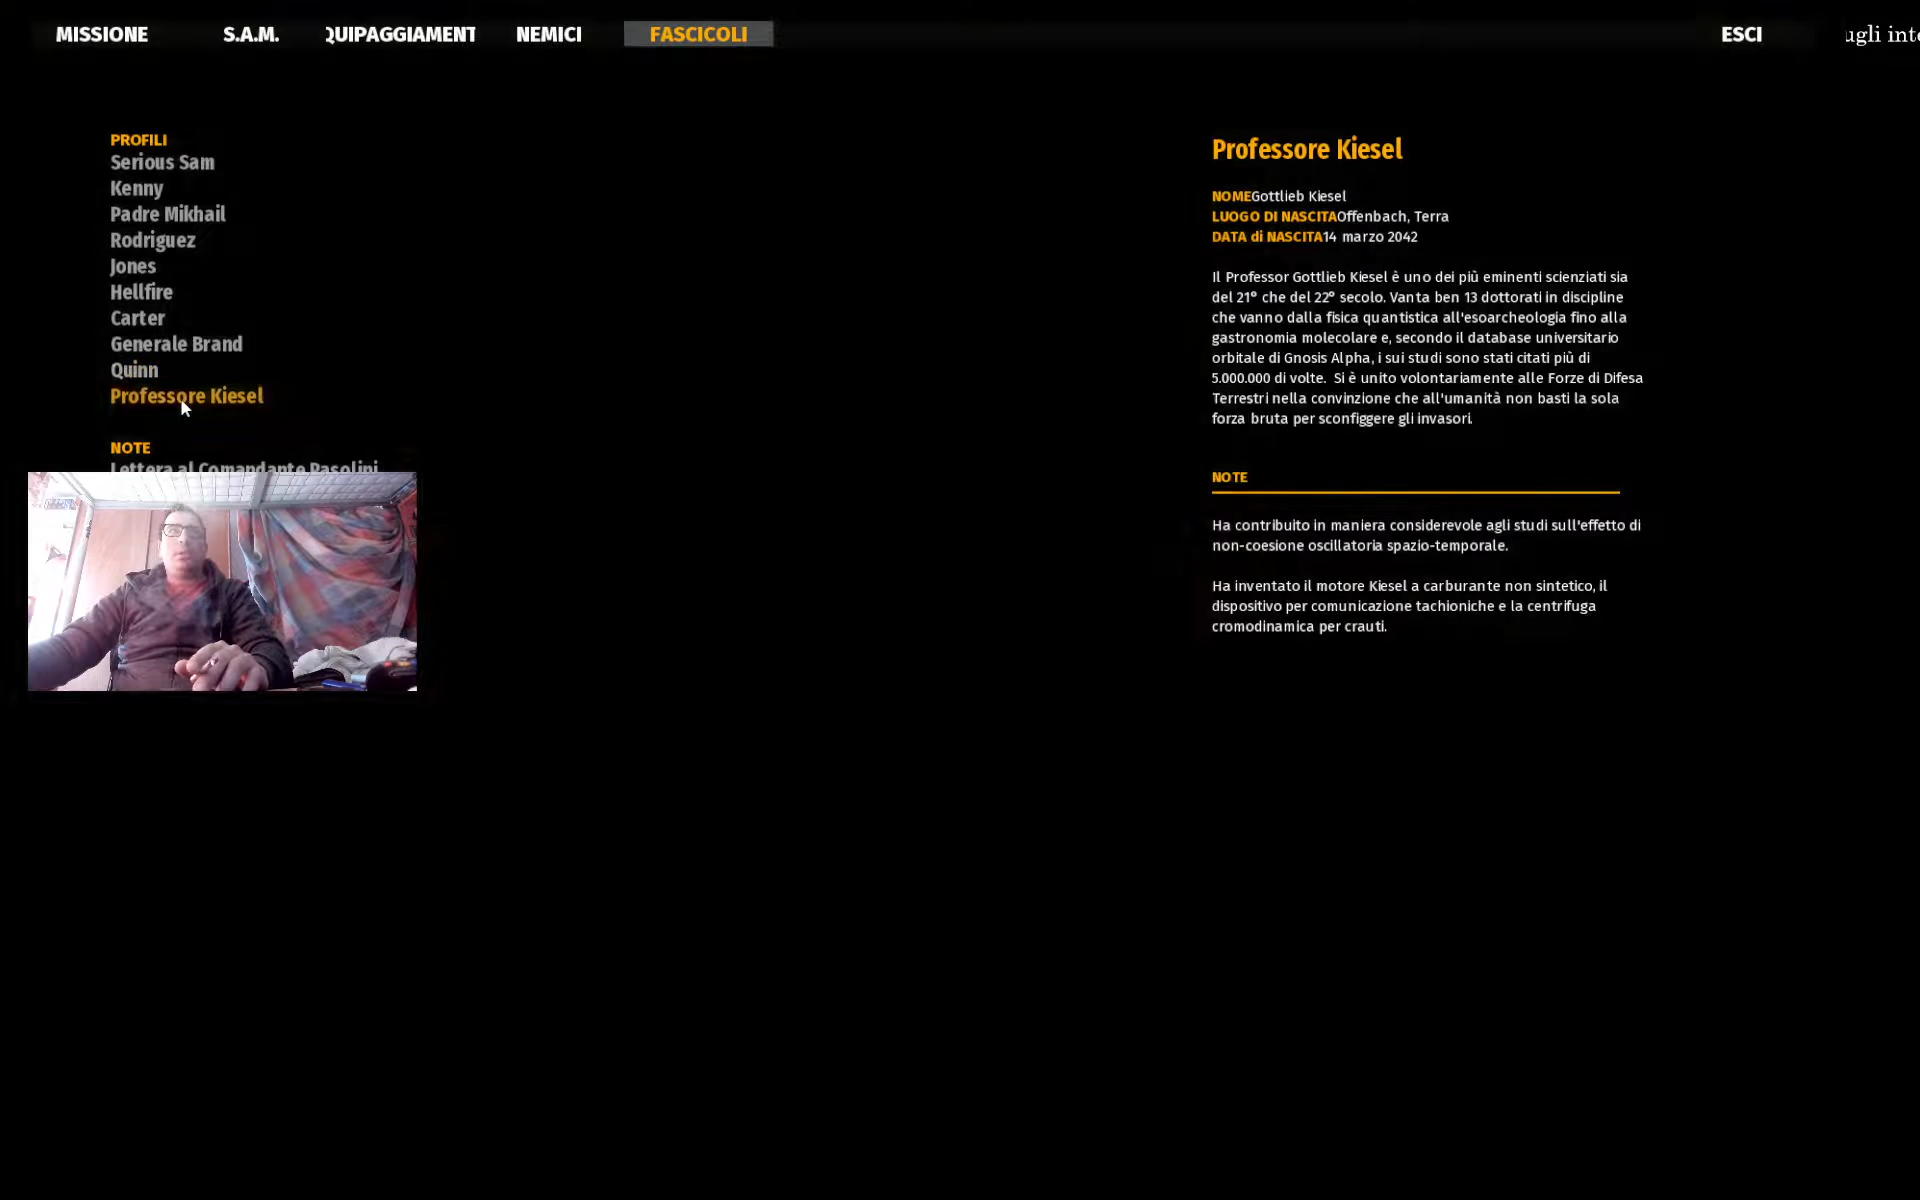 MISSIONE
S.A.M.
QUIPAGGIAMENT
NEMICI
FASCICOLI
ESCI
ugli inte
PROFILI
Serious Sam
Kenny
Padre Mikhail
Rodriguez
Jones
Hellfire
Carter
Generale Brand
Quinn
Professore Kiesel
NOTE
Lettera al Comandante Pasolini
Professore Kiesel
NOMEGottlieb Kiesel
LUOGO DI NASCITAOffenbach, Terra
DATA di NASCITA14 marzo 2042
Il Professor Gottlieb Kiesel è uno dei più eminenti scienziati sia
del 21° che del 22° secolo. Vanta ben 13 dottorati in discipline
che vanno dalla fisica quantistica all'esoarcheologia fino alla
gastronomia molecolare e, secondo il database universitario
orbitale di Gnosis Alpha, i sui studi sono stati citati più di
5.000.000 di volte. Si è unito volontariamente alle Forze di Difesa
Terrestri nella convinzione che all'umanità non basti la sola
forza bruta per sconfiggere gli invasori.
NOTE
Ha contribuito in maniera considerevole agli studi sull'effetto di
non-coesione oscillatoria spazio-temporale.
Ha inventato il motore Kiesel a carburante non sintetico, il
dispositivo per comunicazione tachioniche e la centrifuga
cromodinamica per crauti.